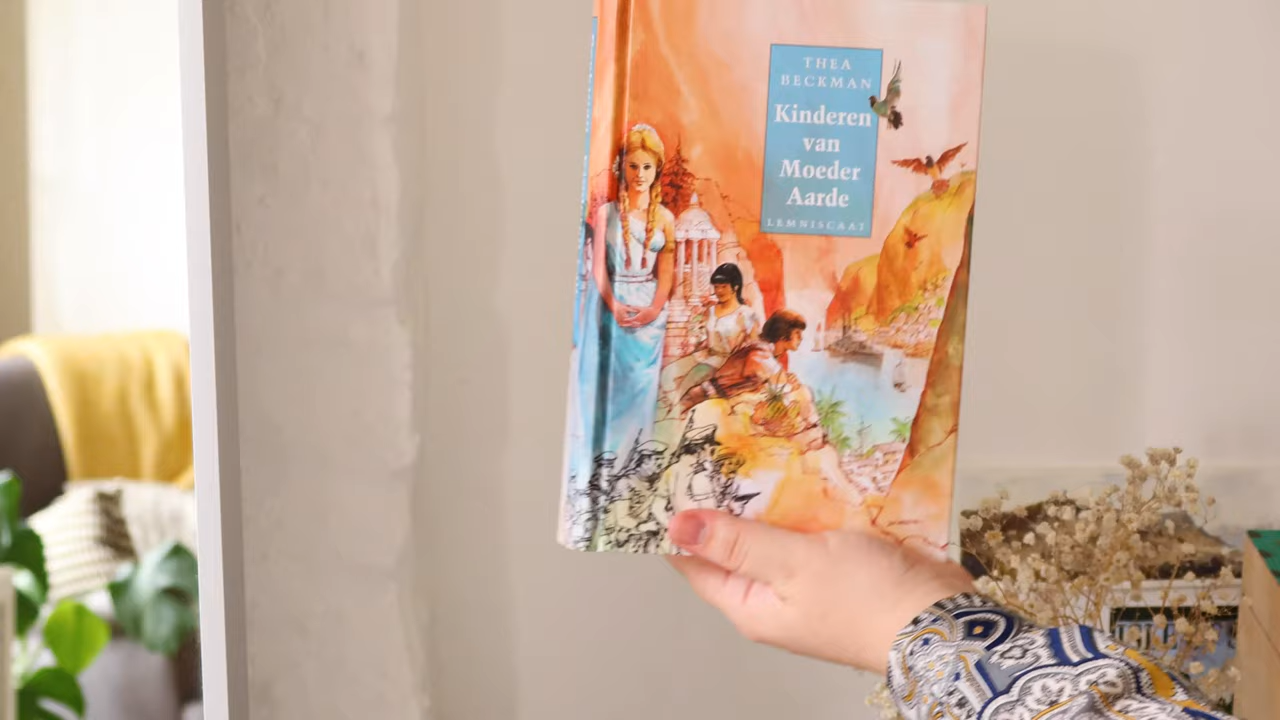 THEA
BECKMAN
Kinderen
van
Moeder
Aarde
LEMNISCAAT